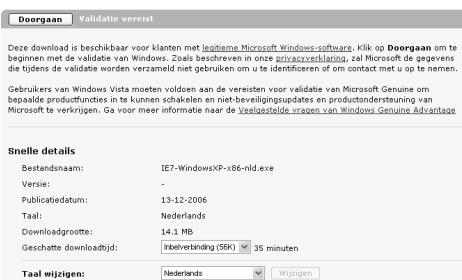 Doorgaan Validatie vereist
Deze download is beschikbaar voor klanten met legitieme Microsoft Windows-software. Klik op Doorgaan om te
beginnen met de validatie van Windows. Zoals beschreven in onze privacyverklaring, zal Microsoft de gegevens
die tijdens de validatie worden verzameld niet gebruiken om u te identificeren of om contact met u op te nemen.
Gebruikers van Windows Vista moeten voldoen aan de vereisten voor validatie van Microsoft Genuine om
bepaalde productfuncties in te kunnen schakelen en niet-beveiligingsupdates en productondersteuning van
Microsoft te verkrijgen. Ga voor meer informatie naar de Veelgestelde vragen van Windows Genuine Advantage
Snelle details
Bestandsnaam: IE7-WindowsXP-x86-nld.exe
Versie: -
Publicatiedatum: 13-12-2006
Taal: Nederlands
Downloadgrootte: 14.1 MB
Geschatte downloadtijd: Inbelverbinding (56K) 35 minuten
Taal wijzigen: Nederlands Wijzigen